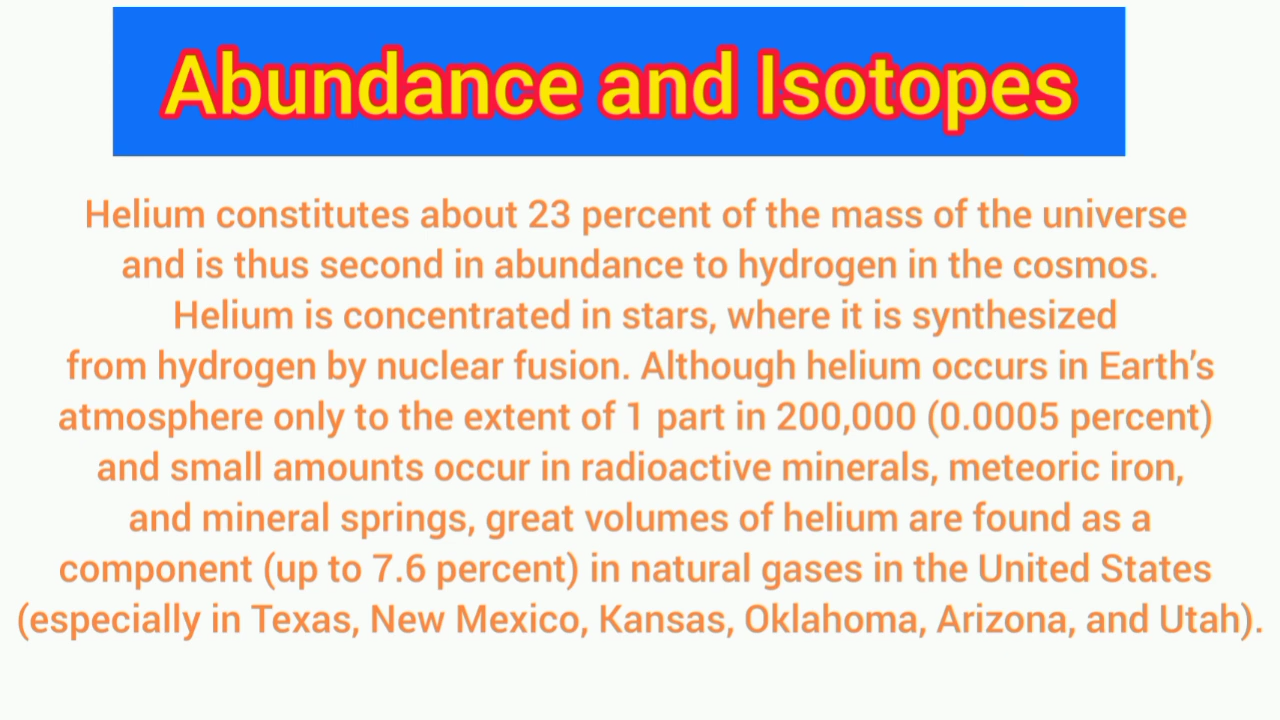 Abundance and Isotopes
Helium constitutes about 23 percent of the mass of the universe
and is thus second in abundance to hydrogen in the cosmos.
Helium is concentrated in stars, where it is synthesized
from hydrogen by nuclear fusion. Although helium occurs in Earth’s
atmosphere only to the extent of 1 part in 200,000 (0.0005 percent)
and small amounts occur in radioactive minerals, meteoric iron,
and mineral springs, great volumes of helium are found as a
component (up to 7.6 percent) in natural gases in the United States
(especially in Texas, New Mexico, Kansas, Oklahoma, Arizona, and Utah).